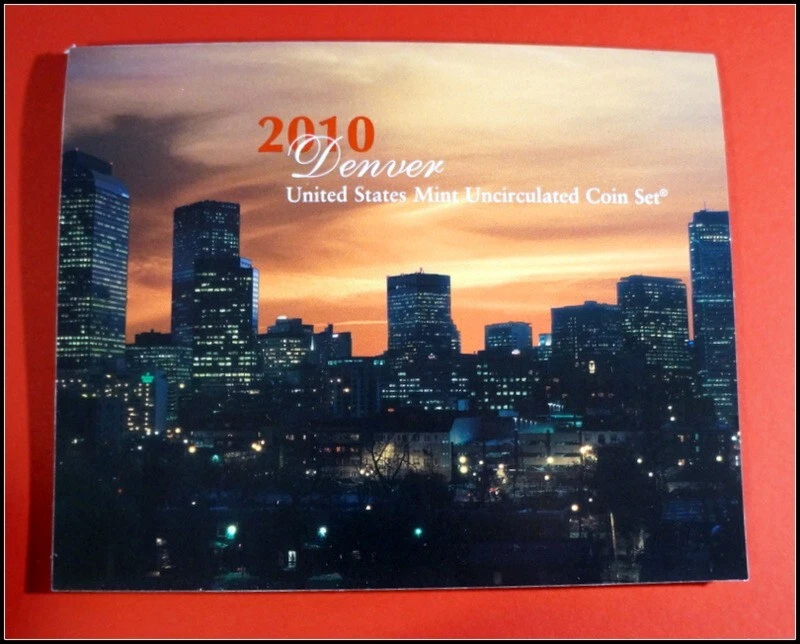 2010
Denver
United States Mint Uncirculated Coin Set®